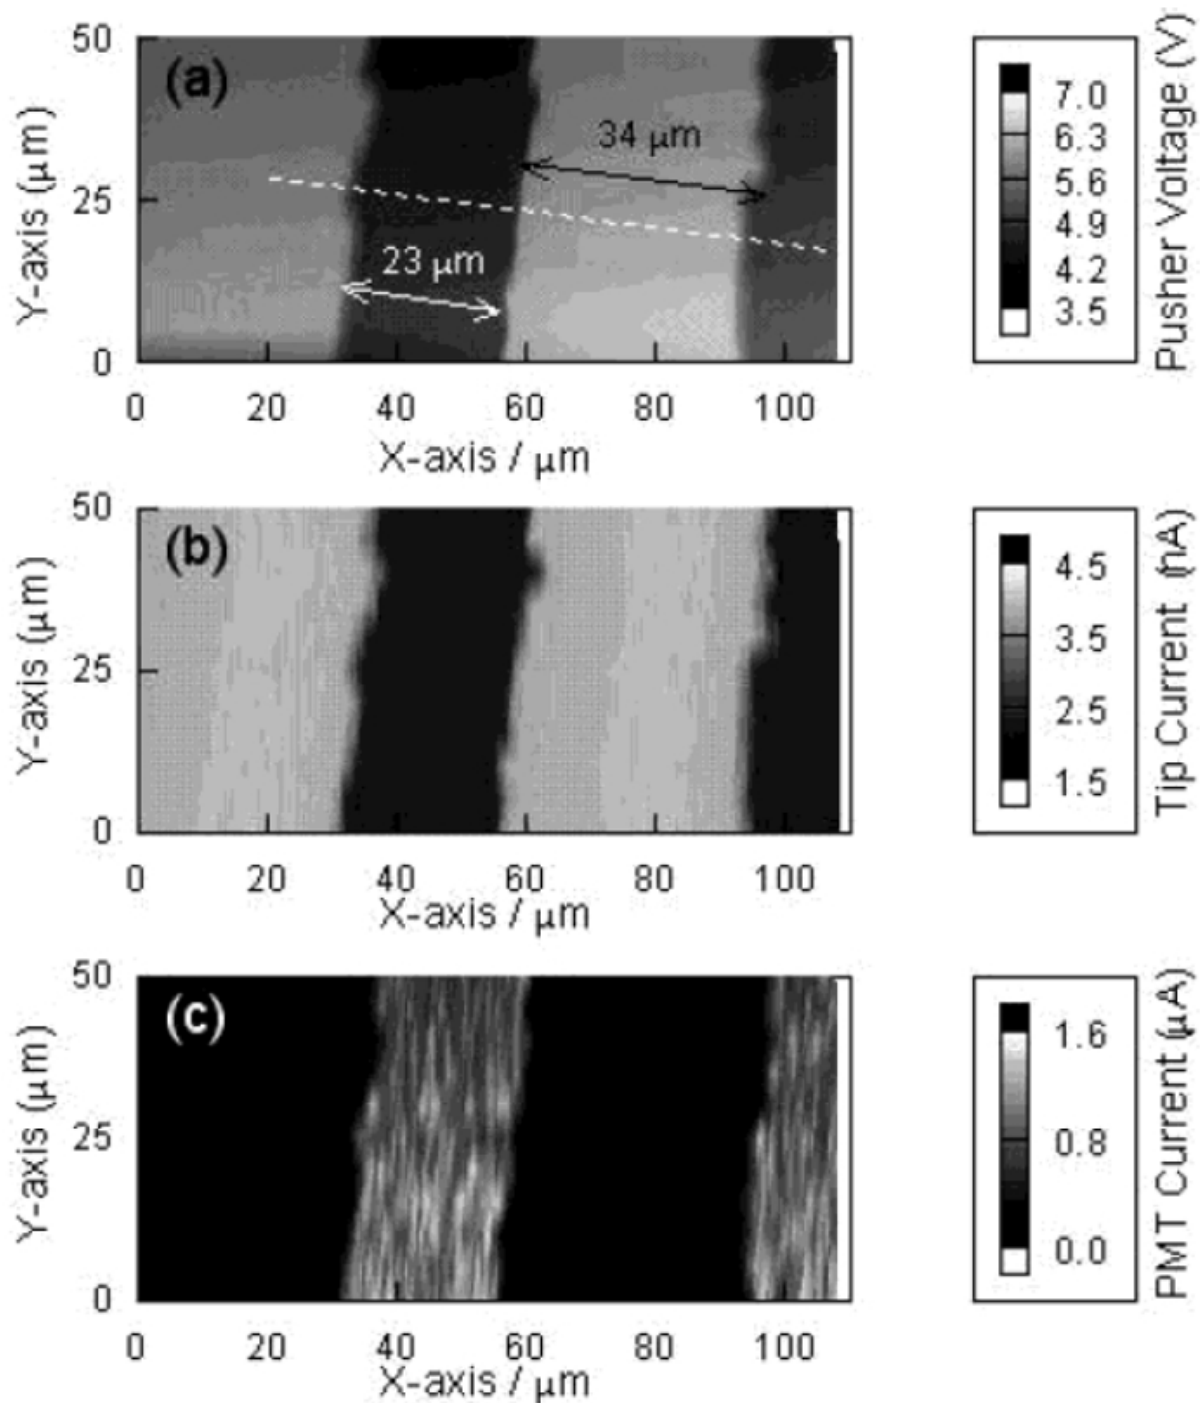 (a)
50
25
0
Y-axis (μm)
34 μm
23 μm
0 20 40 60 80 100
X-axis / μm
7.0
6.3
5.6
4.9
4.2
3.5
Pusher Voltage (V)
(b)
50
25
0
Y-axis (μm)
0 20 40 60 80 100
X-axis / μm
4.5
3.5
2.5
1.5
Tip Current (nA)
(c)
50
25
0
Y-axis (μm)
0 20 40 60 80 100
X-axis / μm
1.6
0.8
0.0
PMT Current (μA)